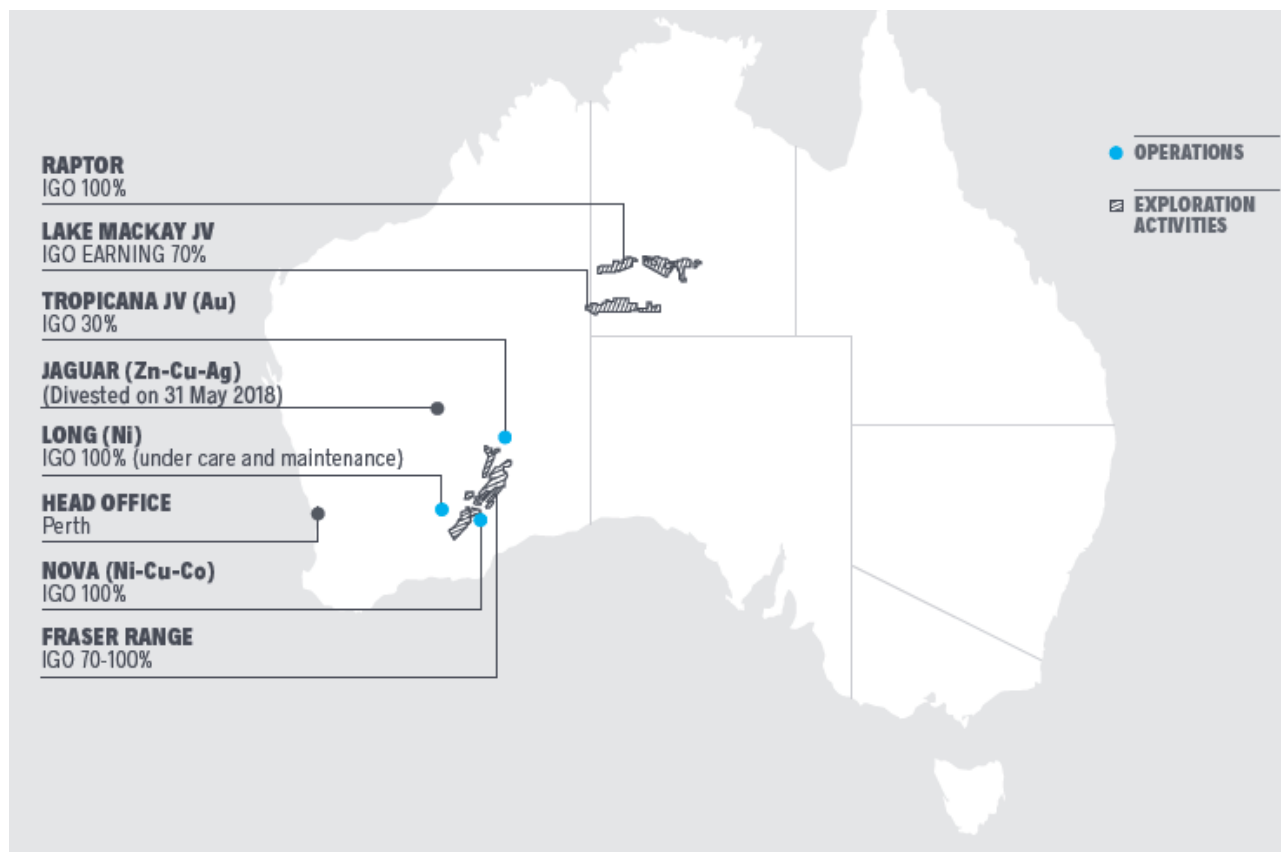 RAPTOR
IGO 100%
LAKE MACKAY JV
IGO EARNING 70%
TROPICANA JV (Au)
IGO 30%
JAGUAR (Zn-Cu-Ag)
(Divested on 31 May 2018)
LONG (Ni)
IGO 100% (under care and maintenance)
HEAD OFFICE
Perth
NOVA (Ni-Cu-Co)
IGO 100%
FRASER RANGE
IGO 70-100%
OPERATIONS
EXPLORATION
ACTIVITIES